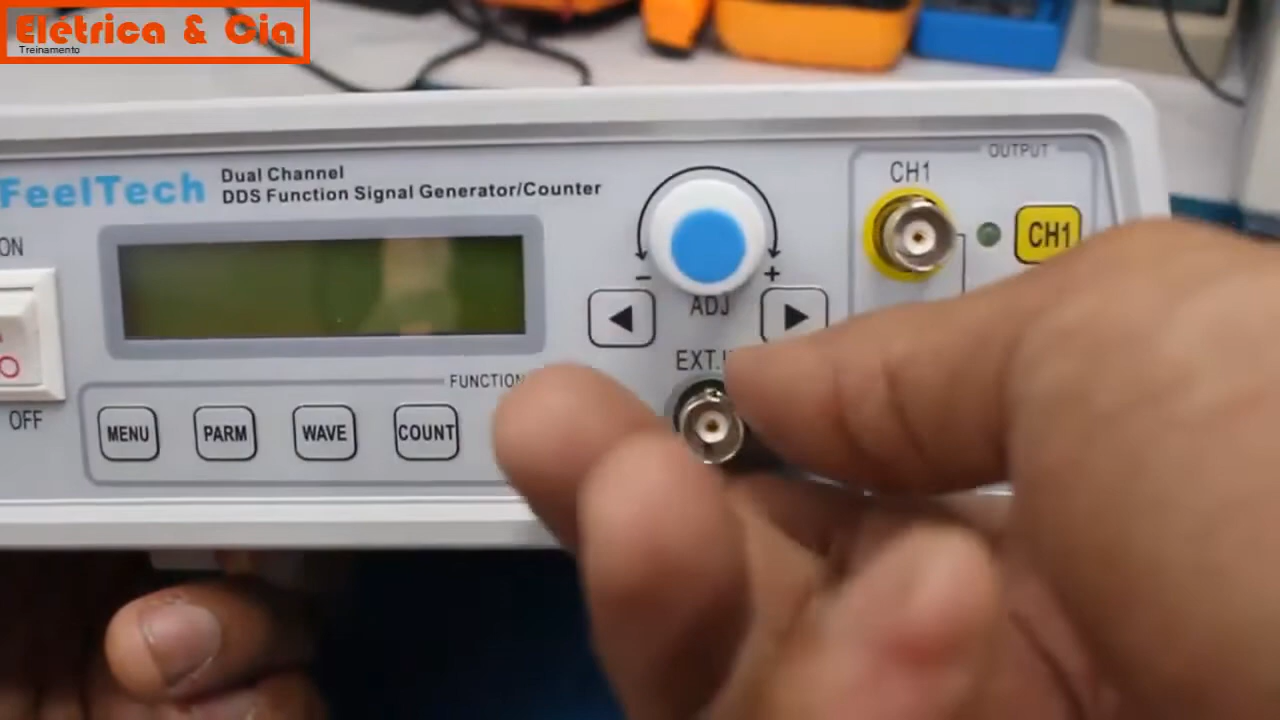 Elétrica & Cia
Treinamento
FeelTech
Dual Channel
DDS Function Signal Generator/Counter
OUTPUT
CH1
CH1
ON
OFF
ADJ
- +
FUNCTION
MENU
PARM
WAVE
COUNT